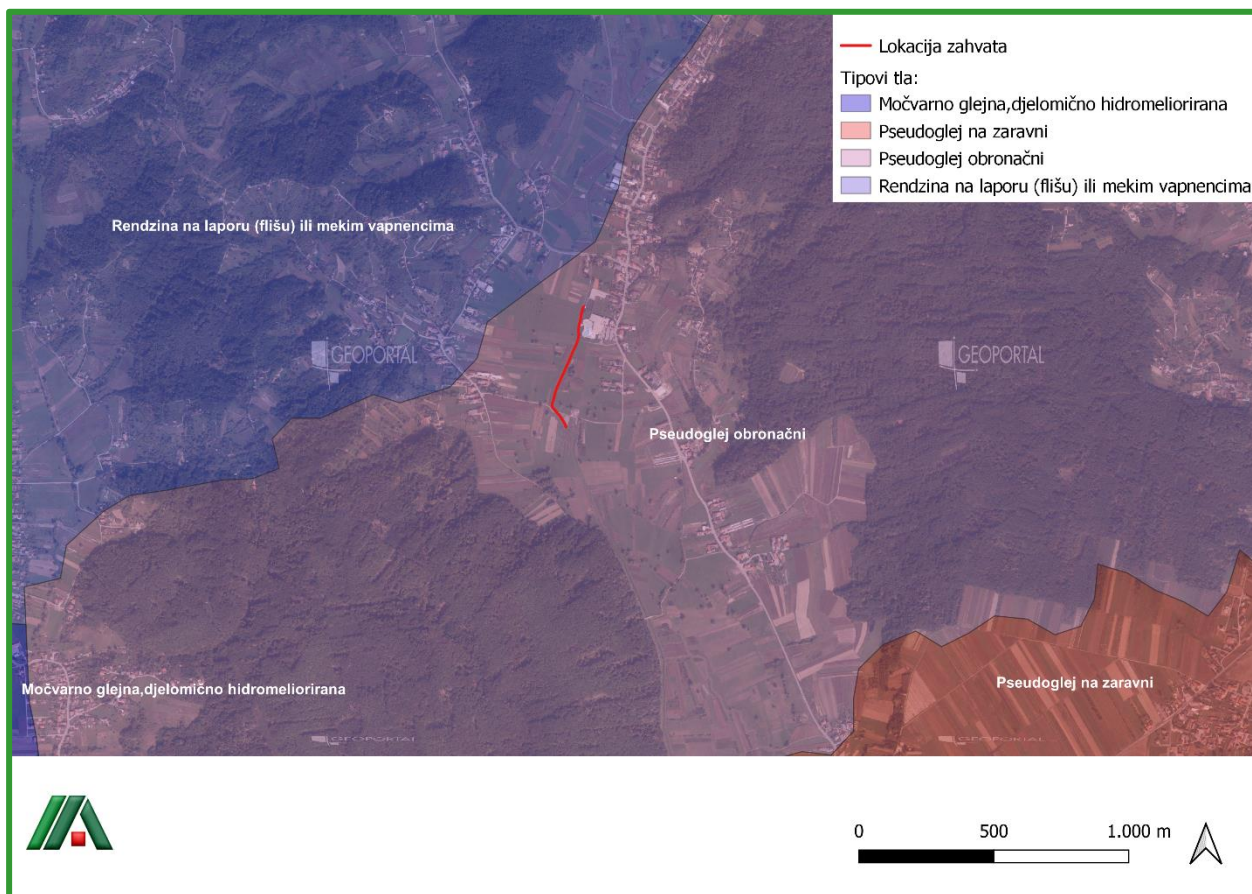 Lokacija zahvata
Tipovi tla:
Močvarno glejna,djelomično hidromeliorirana
Pseudoglej na zaravni
Pseudoglej obronačni
Rendzina na laporu (flišu) ili mekim vapnencima
Rendzina na laporu (flišu) ili mekim vapnencima
GEOPORTAL
GEOPORTAL
Pseudoglej obronačni
Močvarno glejna,djelomično hidromeliorirana
Pseudoglej na zaravni
GEOPORTAL
GEOPORTAL
0 500 1.000 m